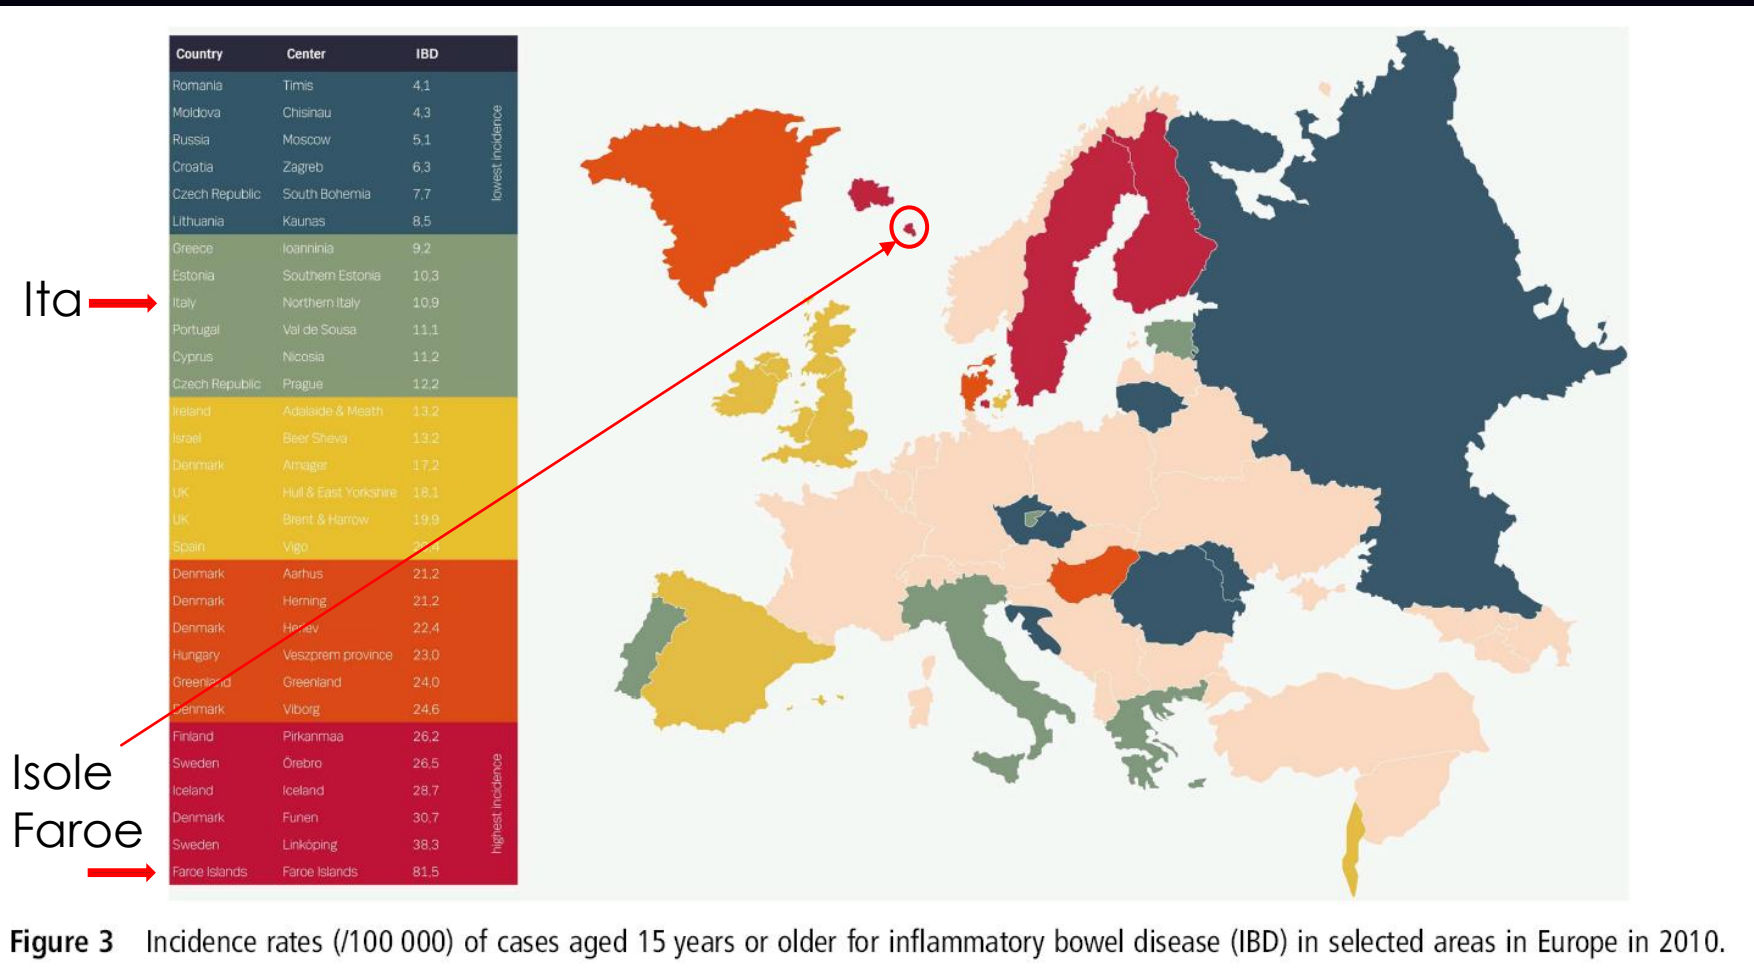 Country Center IBD
Romania Timis 4,1
Moldova Chisinau 4,3
Russia Moscow 5,1
Croatia Zagreb 6,3
Czech Republic South Bohemia 7,7
Lithuania Kaunas 8,5
lowest incidence
Greece Ioanninia 9,2
Estonia Southern Estonia 10,3
Ita
Italy Northern Italy 10,9
Portugal Val de Sousa 11,1
Cyprus Nicosia 11,2
Czech Republic Prague 12,2
Ireland Adalaide & Meath 13,2
Israel Beer Sheva 13,2
Denmark Amager 17,2
UK Hull & East Yorkshire 18,1
UK Brent & Harrow 19,9
Spain Vigo
Denmark Aarhus 21,2
Denmark Herning 21,2
Denmark 22,4
Hungary Veszprem province 23,0
Greenland Greenland 24,0
Denmark Viborg 24,6
Finland Pirkanmaa 26,2
Sweden Örebro 26,5
Iceland Iceland 28,7
Denmark Funen 30,7
Sweden Linköping 38,3
Faroe Islands Faroe Islands 81,5
highest incidence
Isole
Faroe
Figure 3 Incidence rates (/100 000) of cases aged 15 years or older for inflammatory bowel disease (IBD) in selected areas in Europe in 2010.